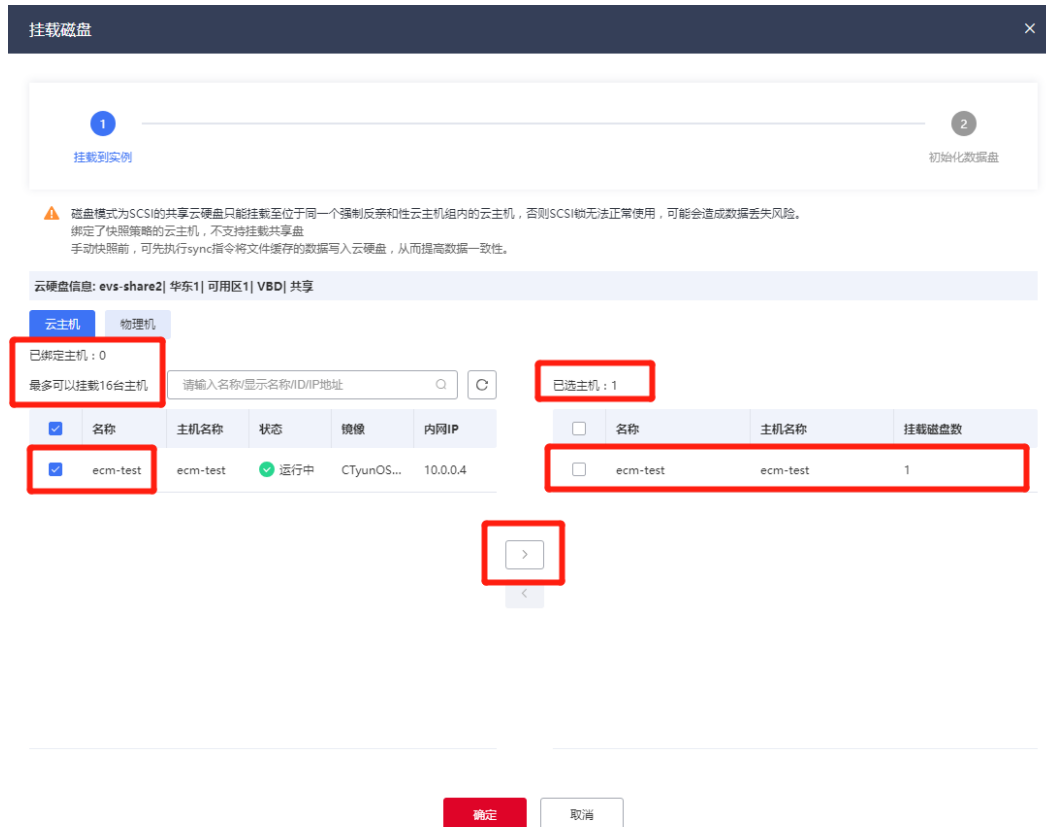 挂载磁盘
1
2
挂载到实例
初始化数据盘
磁盘模式为SCSI的共享云硬盘只能挂载至位于同一个强制反亲和性云主机组内的云主机，否则SCSI锁无法正常使用，可能会造成数据丢失风险。
绑定了快照策略的云主机，不支持挂载共享盘
手动快照前，可先执行sync指令将文件缓存的数据写入云硬盘，从而提高数据一致性。
云硬盘信息: evs-share2| 华东1| 可用区1| VBD| 共享
云主机 物理机
已绑定主机：0
最多可以挂载16台主机 请输入名称/显示名称/ID/IP地址 已选主机：1
名称 主机名称 状态 镜像 内网IP 名称 主机名称 挂载磁盘数
ecm-test ecm-test 运行中 CTyunOS... 10.0.0.4 ecm-test ecm-test 1
确定 取消